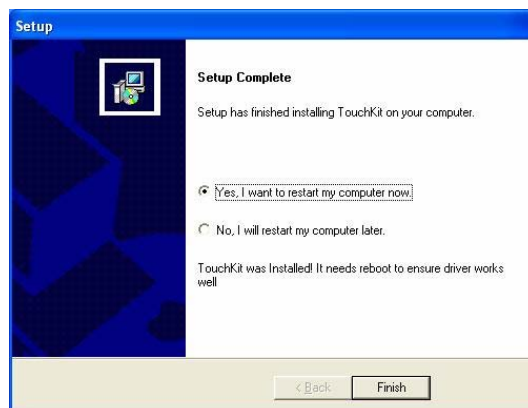 Setup
Setup Complete
Setup has finished installing TouchKit on your computer.
Yes, I want to restart my computer now.
No, I will restart my computer later.
TouchKit was Installed! It needs reboot to ensure driver works
well
< Back
Finish